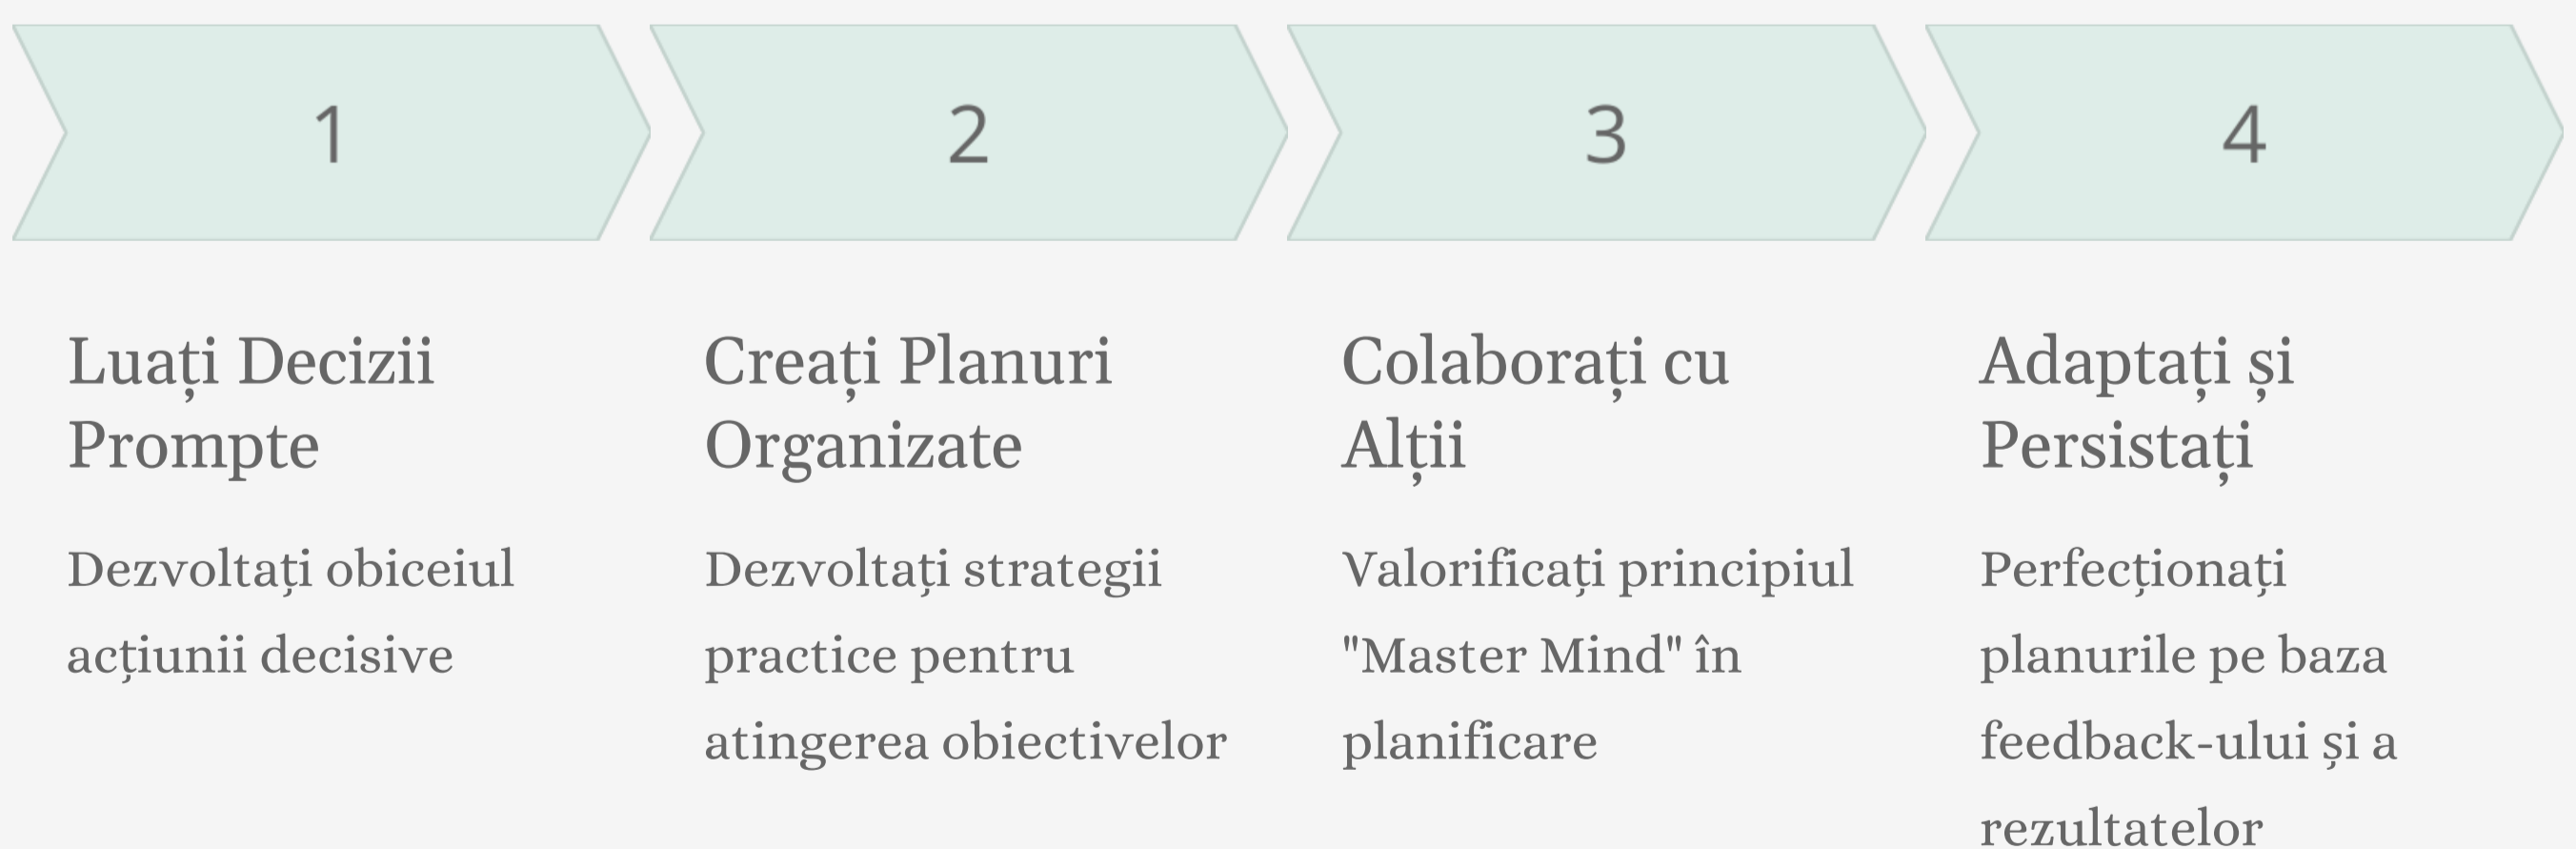 1
2
3
4
Luați Decizii
Prompte
Dezvoltați obiceiul
acțiunii decisive
Creați Planuri
Organizate
Dezvoltați strategii
practice pentru
atingerea obiectivelor
Colaborați cu
Alții
Valorificați principiul
"Master Mind" în
planificare
Adaptați și
Persistați
Perfecționați
planurile pe baza
feedback-ului și a
rezultatelor